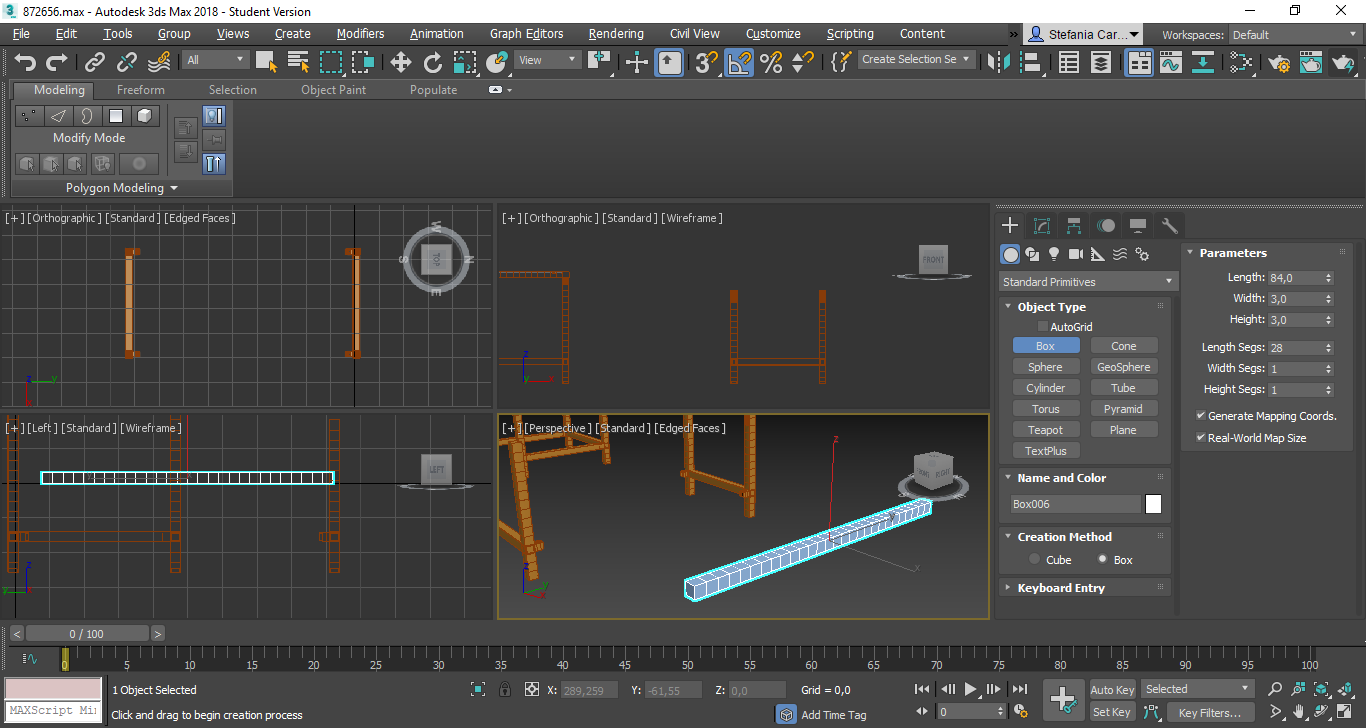 872656.max - Autodesk 3ds Max 2018 - Student Version
File Edit Tools Group Views Create Modifiers Animation Graph Editors Rendering Civil View Customize Scripting Content » Stefania Car... Workspaces: Default
All View Create Selection Se
Modeling Freeform Selection Object Paint Populate
Modify Mode
Polygon Modeling
[+] [Orthographic] [Standard] [Edged Faces]
[+] [Orthographic] [Standard] [Wireframe]
W
S TOP N
E
FRONT
z y
z
y x
[+] [Left] [Standard] [Wireframe]
[+] [Perspective] [Standard] [Edged Faces]
LEFT
z
x
y
z
y
x
Standard Primitives
Object Type
AutoGrid
Box Cone
Sphere GeoSphere
Cylinder Tube
Torus Pyramid
Teapot Plane
TextPlus
Name and Color
Box006
Creation Method
Cube Box
Keyboard Entry
Parameters
Length: 84,0
Width: 3,0
Height: 3,0
Length Segs: 28
Width Segs: 1
Height Segs: 1
Generate Mapping Coords.
Real-World Map Size
< 0 / 100 >
0 5 10 15 20 25 30 35 40 45 50 55 60 65 70 75 80 85 90 95 100
1 Object Selected X: 289,259 Y: -61,55 Z: 0,0 Grid = 0,0 Auto Key Selected
MAXScript Min
Click and drag to begin creation process Add Time Tag 0 Set Key Key Filters...